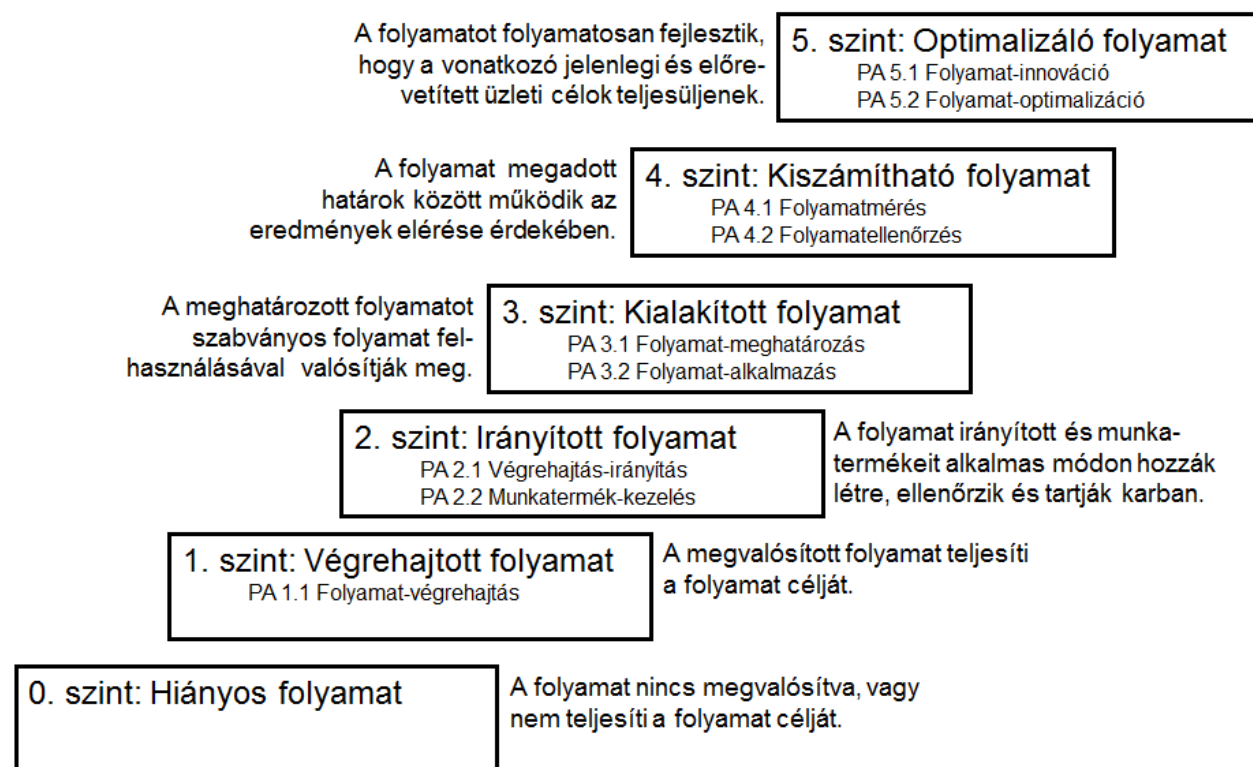 A folyamatot folyamatosan fejlesztik,
hogy a vonatkozó jelenlegi és előre-
vetített üzleti célok teljesüljenek.
5. szint: Optimalizáló folyamat
PA 5.1 Folyamat-innováció
PA 5.2 Folyamat-optimalizáció
A folyamat megadott
határok között működik az
eredmények elérése érdekében.
4. szint: Kiszámítható folyamat
PA 4.1 Folyamatmérés
PA 4.2 Folyamatellenőrzés
A meghatározott folyamatot
szabványos folyamat fel-
használásával valósítják meg.
3. szint: Kialakított folyamat
PA 3.1 Folyamat-meghatározás
PA 3.2 Folyamat-alkalmazás
2. szint: Irányított folyamat
PA 2.1 Végrehajtás-irányítás
PA 2.2 Munkatermék-kezelés
A folyamat irányított és munka-
termékeit alkalmas módon hozzák
létre, ellenőrzik és tartják karban.
1. szint: Végrehajtott folyamat
PA 1.1 Folyamat-végrehajtás
A megvalósított folyamat teljesíti
a folyamat célját.
0. szint: Hiányos folyamat
A folyamat nincs megvalósítva, vagy
nem teljesíti a folyamat célját.